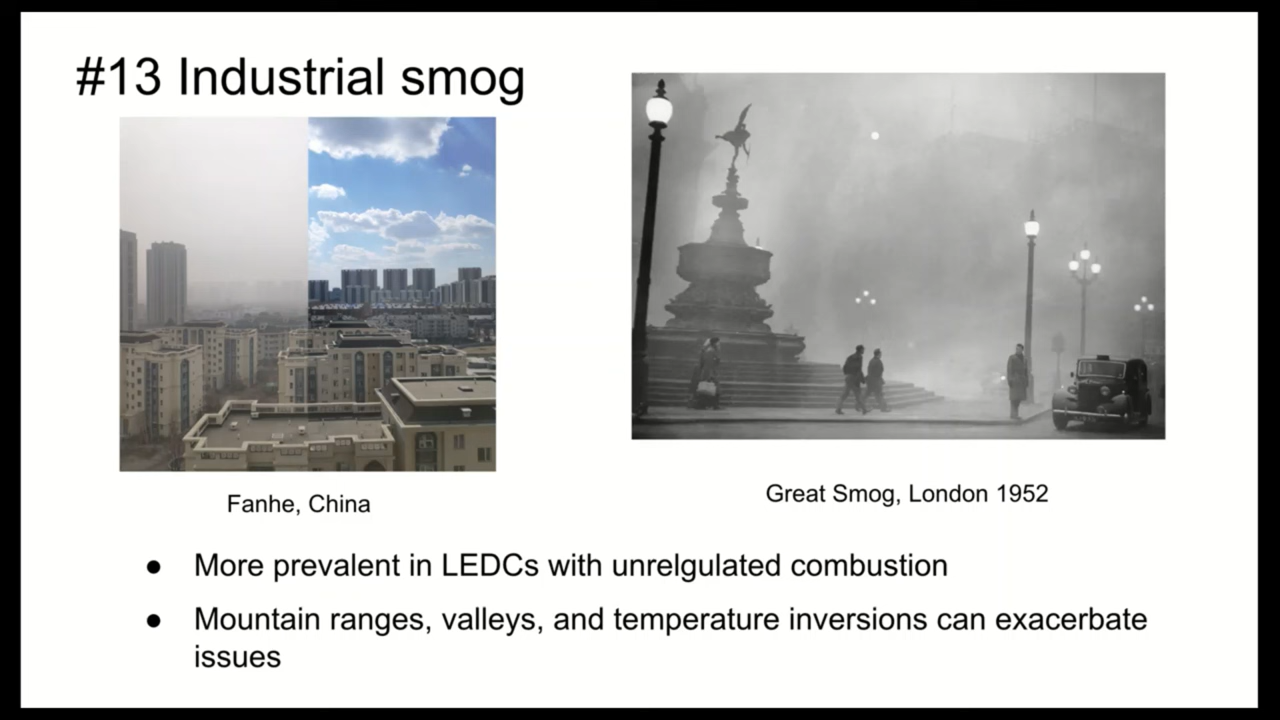 #13 Industrial smog
Fanhe, China
Great Smog, London 1952
● More prevalent in LEDCs with unrelgulated combustion
● Mountain ranges, valleys, and temperature inversions can exacerbate
issues